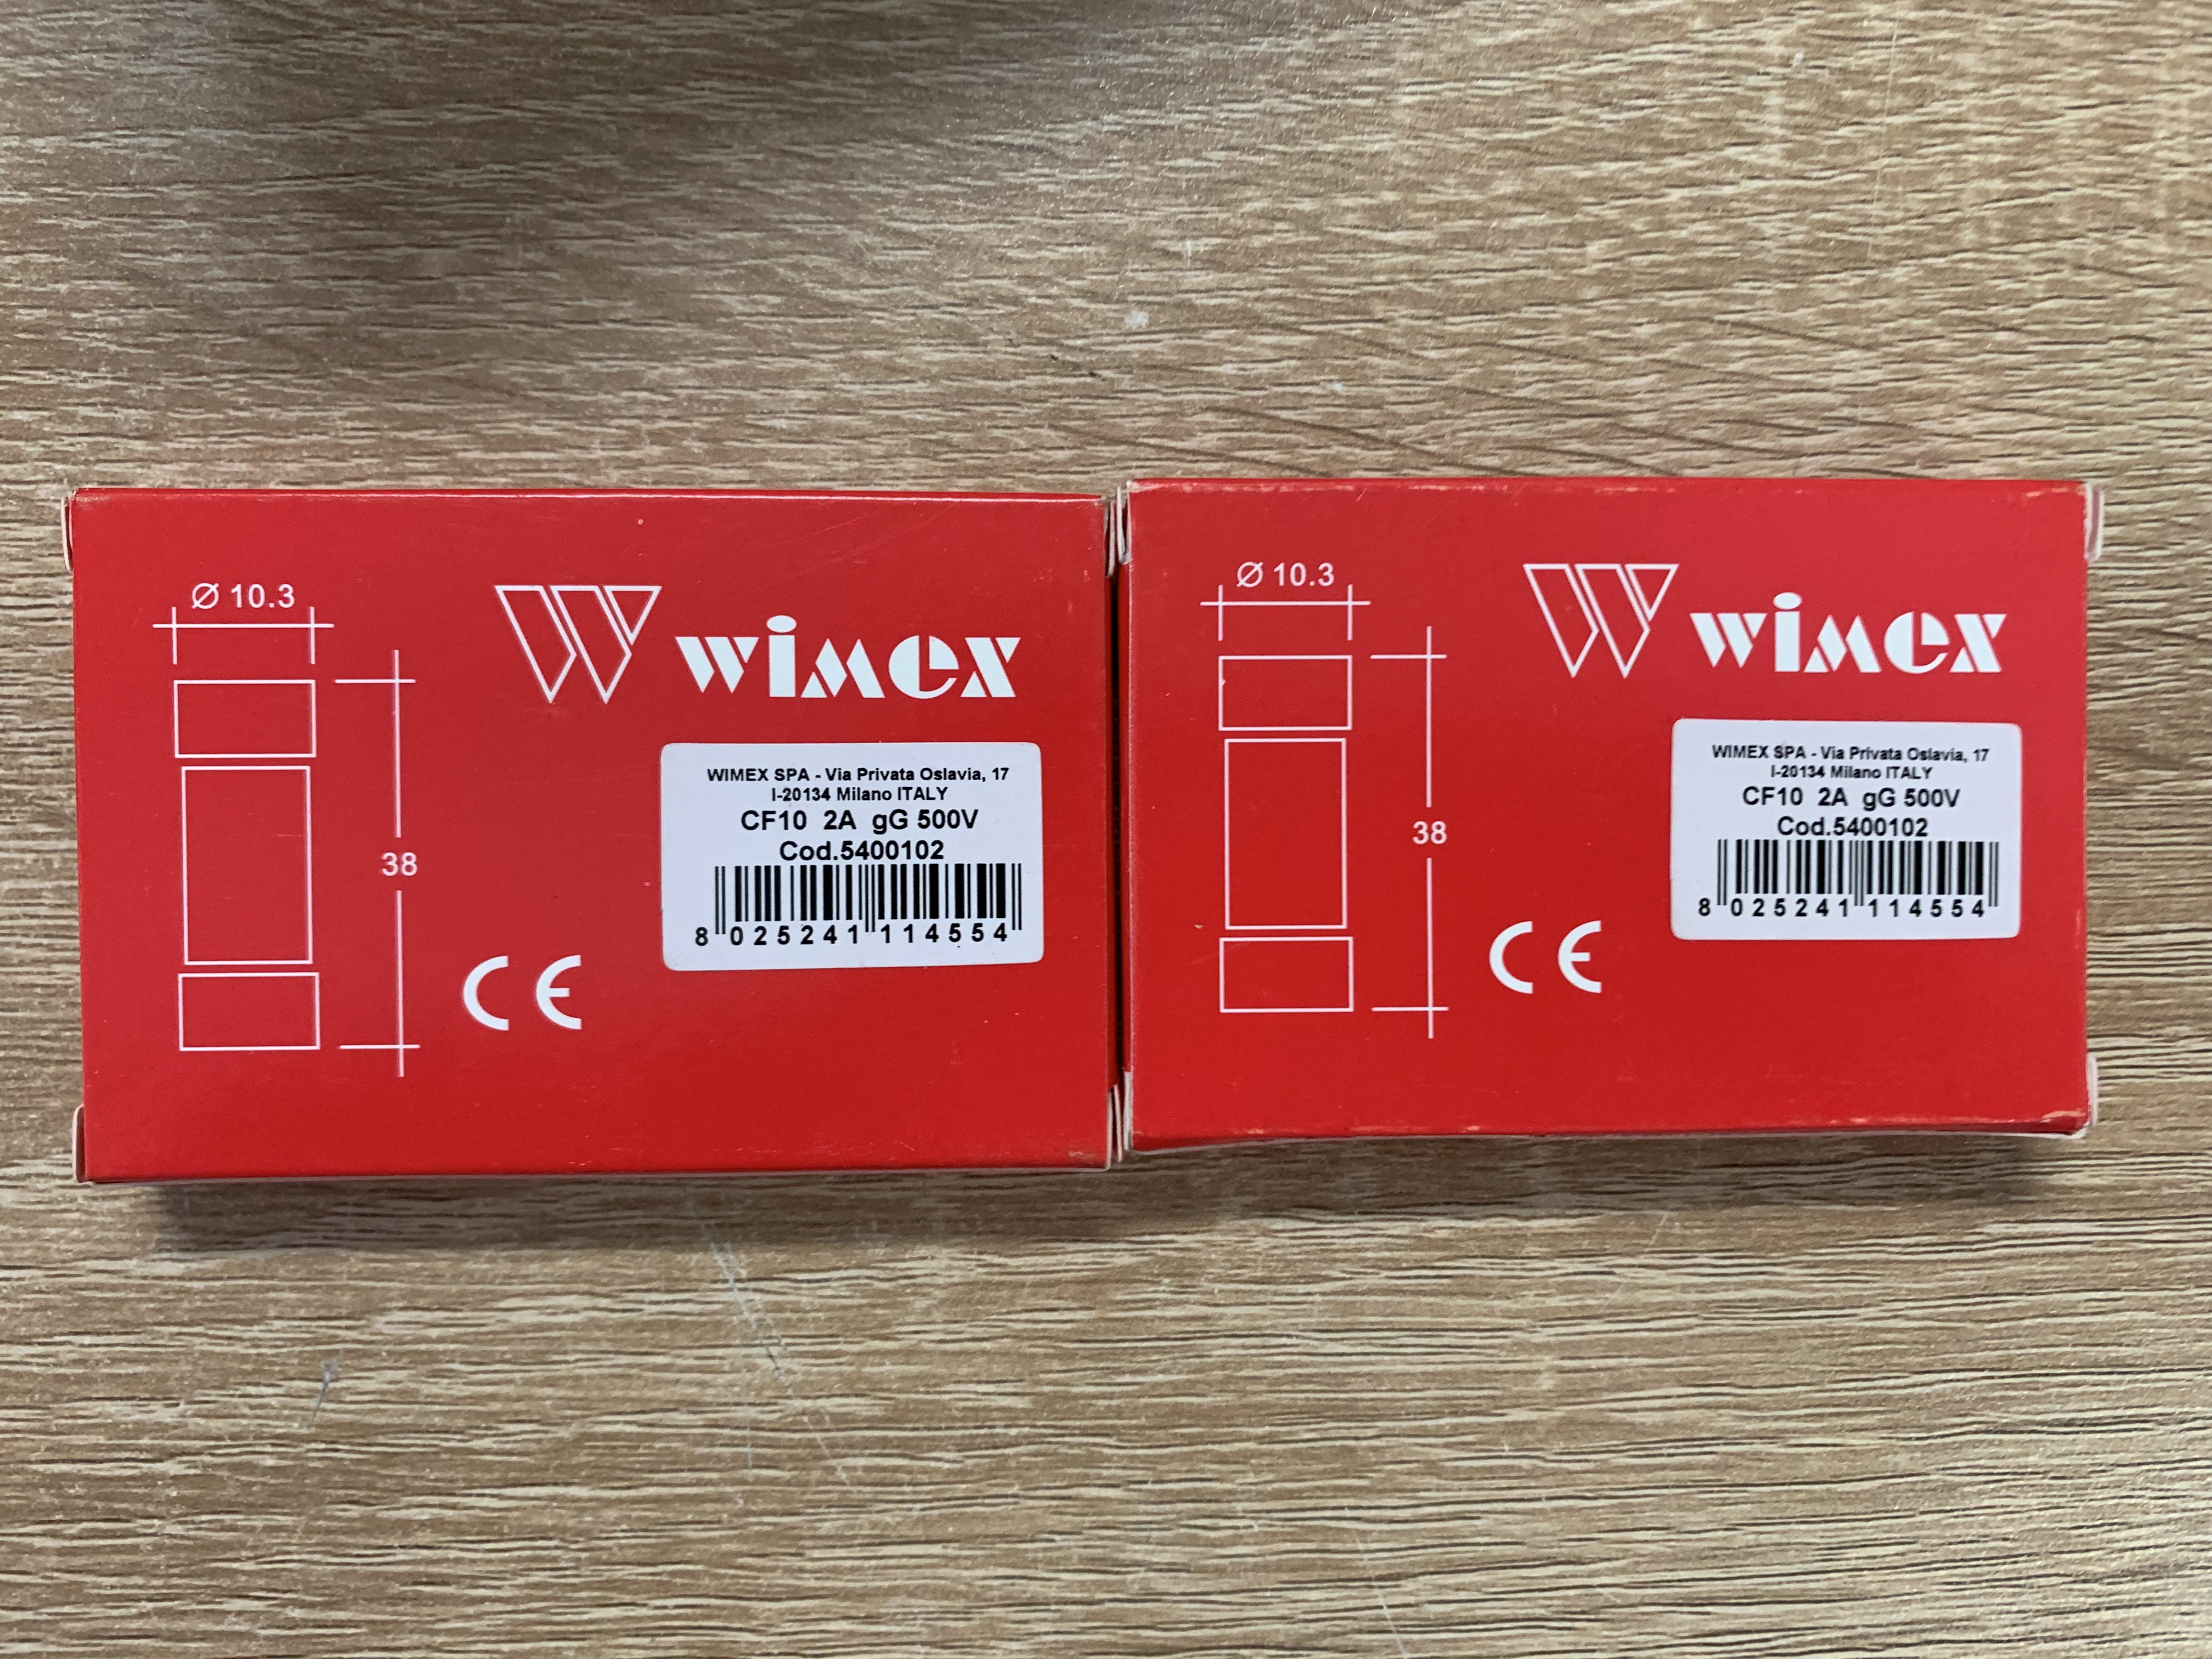 Ø 10.3
wimex
WIMEX SPA - Via Privata Oslavia, 17
I-20134 Milano ITALY
CF10 2A gG 500V
Cod.5400102
38
8 025241 114554
CE
Ø 10.3
wimex
WIMEX SPA - Via Privata Oslavia, 17
I-20134 Milano ITALY
CF10 2A gG 500V
Cod.5400102
38
8 025241 114554
CE